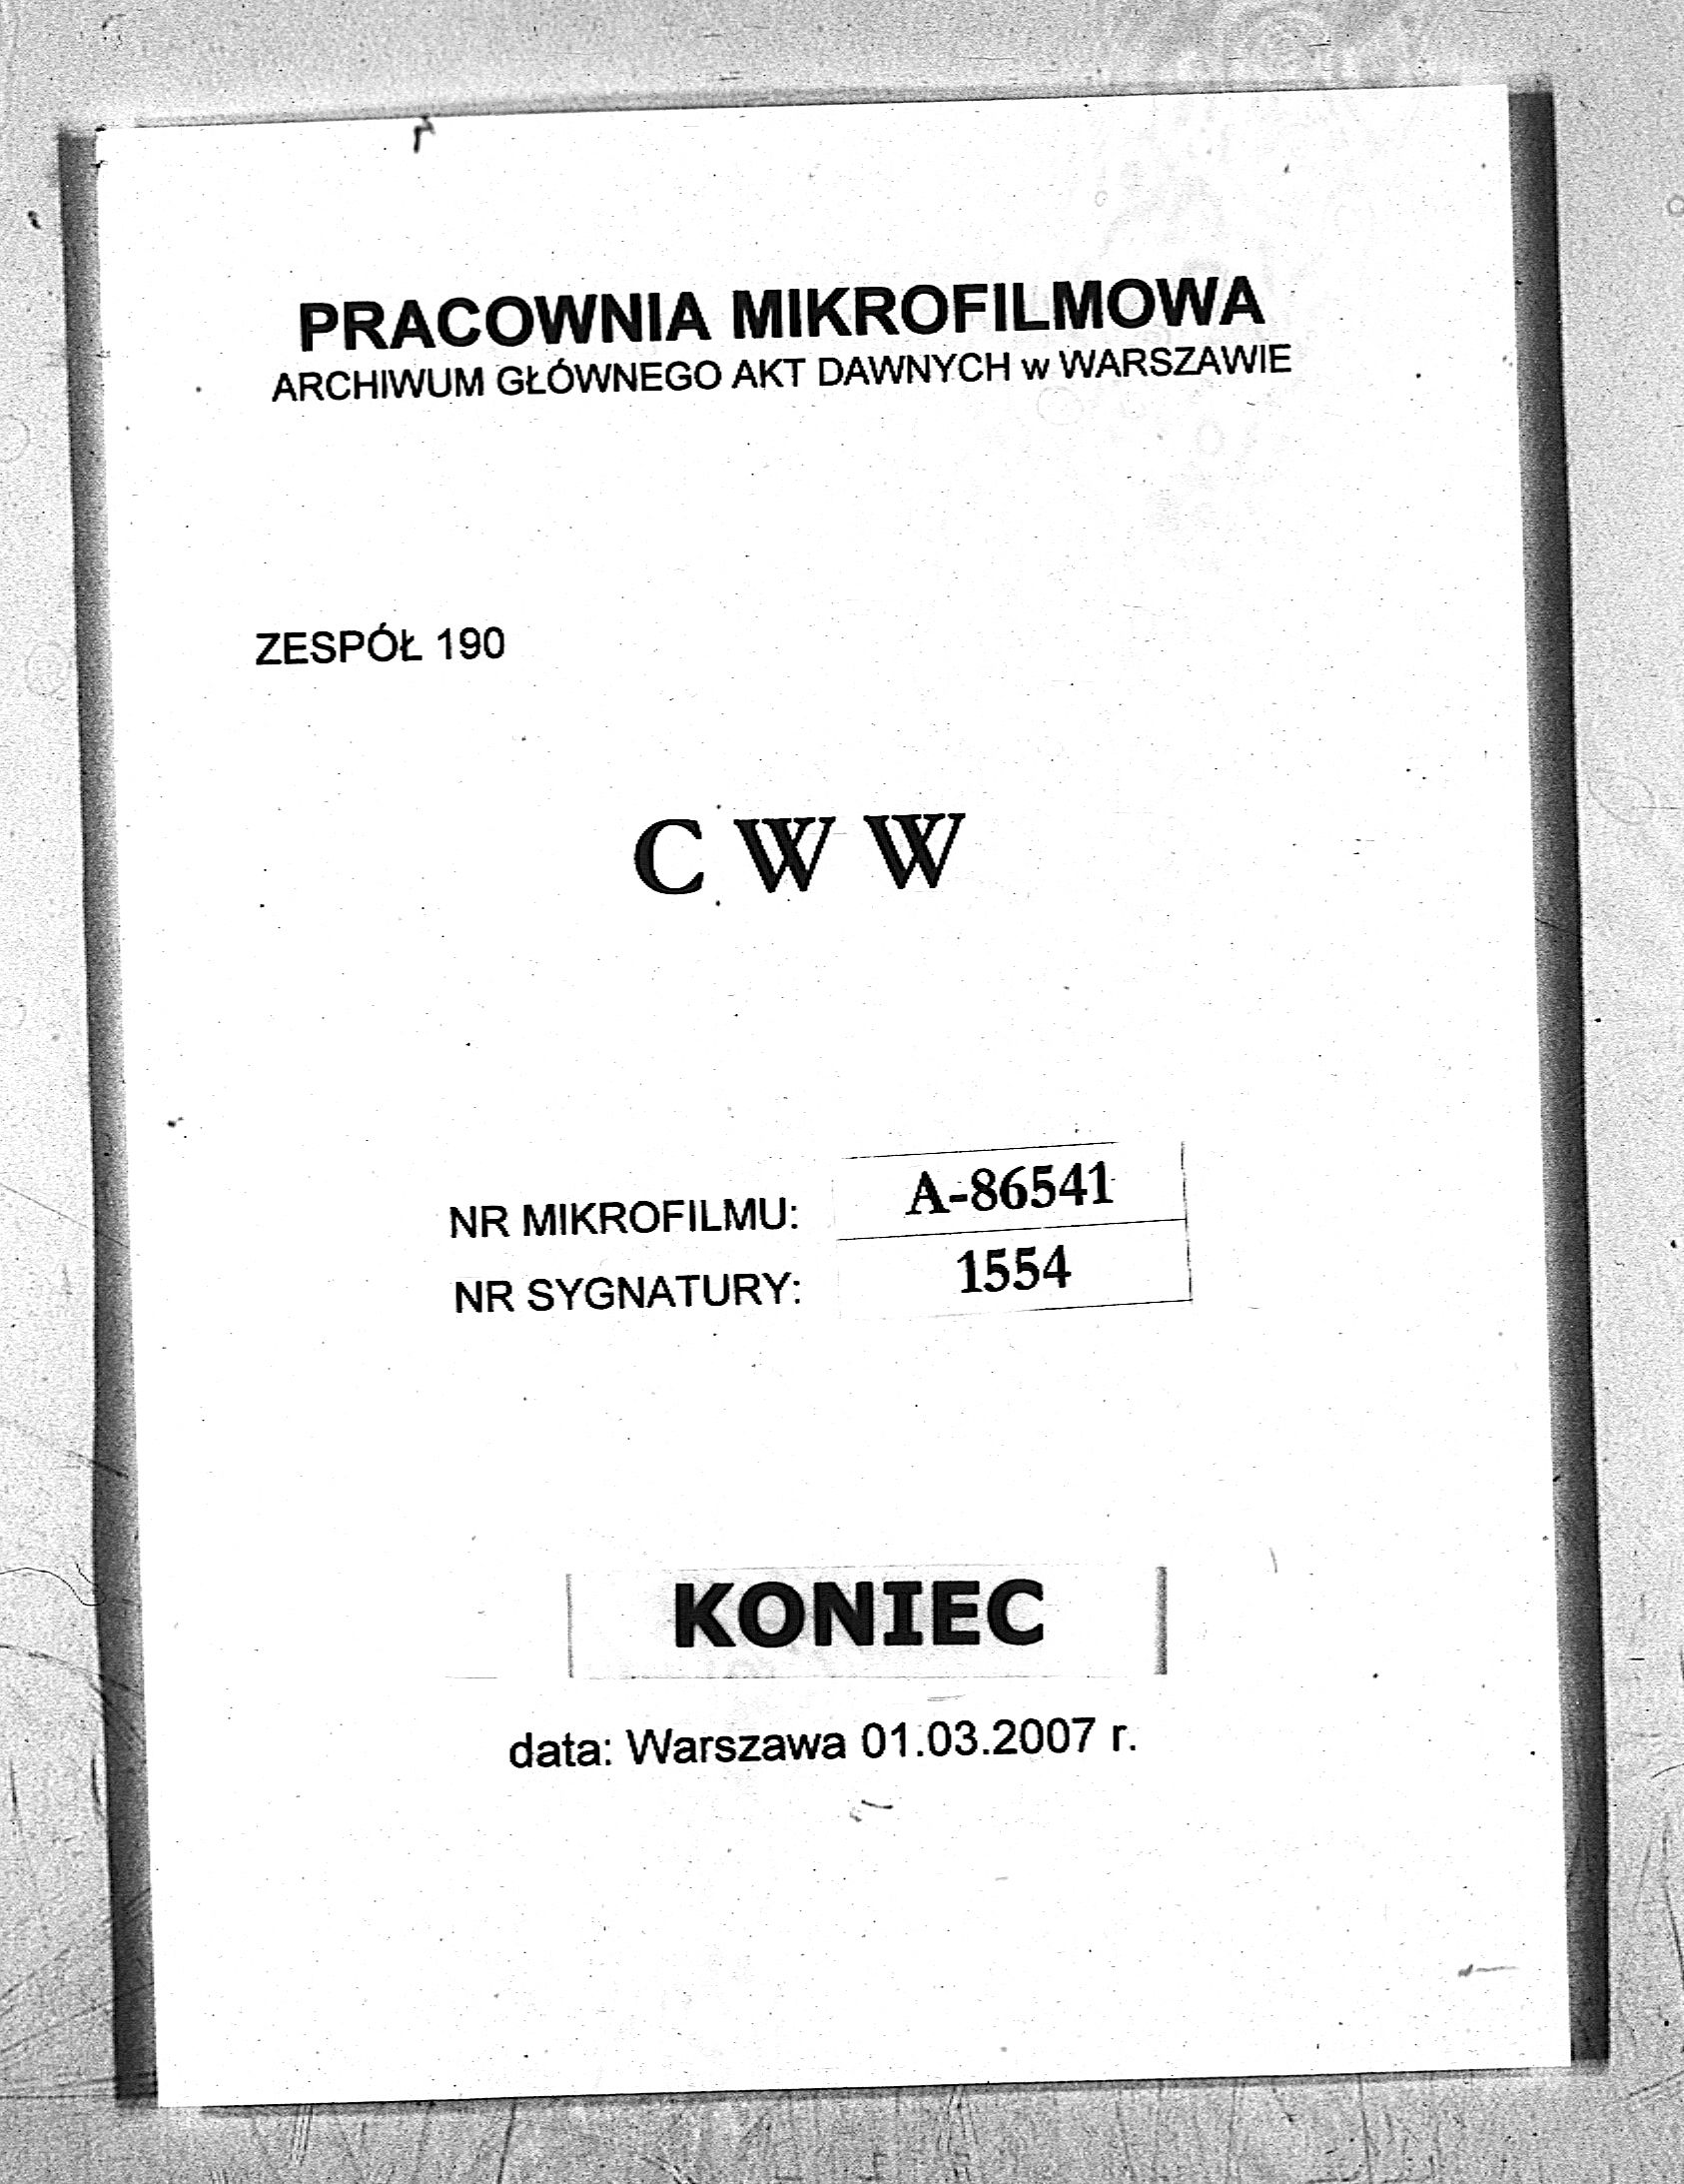 PRACOWNIA MIKROFILMOWA
ARCHIWUM GŁÓWNEGO AKT DAWNYCH w WARSZAWIE
ZESPÓŁ 190
C W W
NR MIKROFILMU: A-86541
NR SYGNATURY: 1554
KONIEC
data: Warszawa 01.03.2007 r.